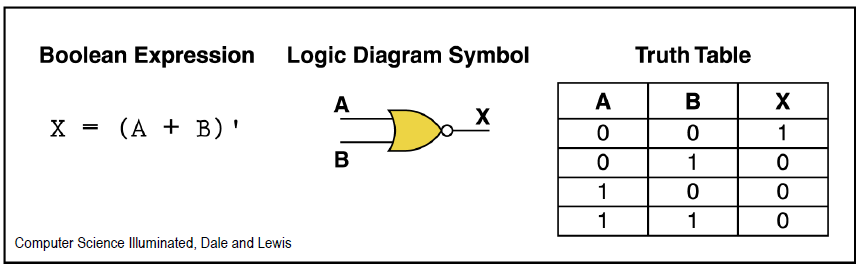 Boolean Expression Logic Diagram Symbol Truth Table
X = (A + B)'
A
B
X
A B X
0 0 1
0 1 0
1 0 0
1 1 0
Computer Science Illuminated, Dale and Lewis